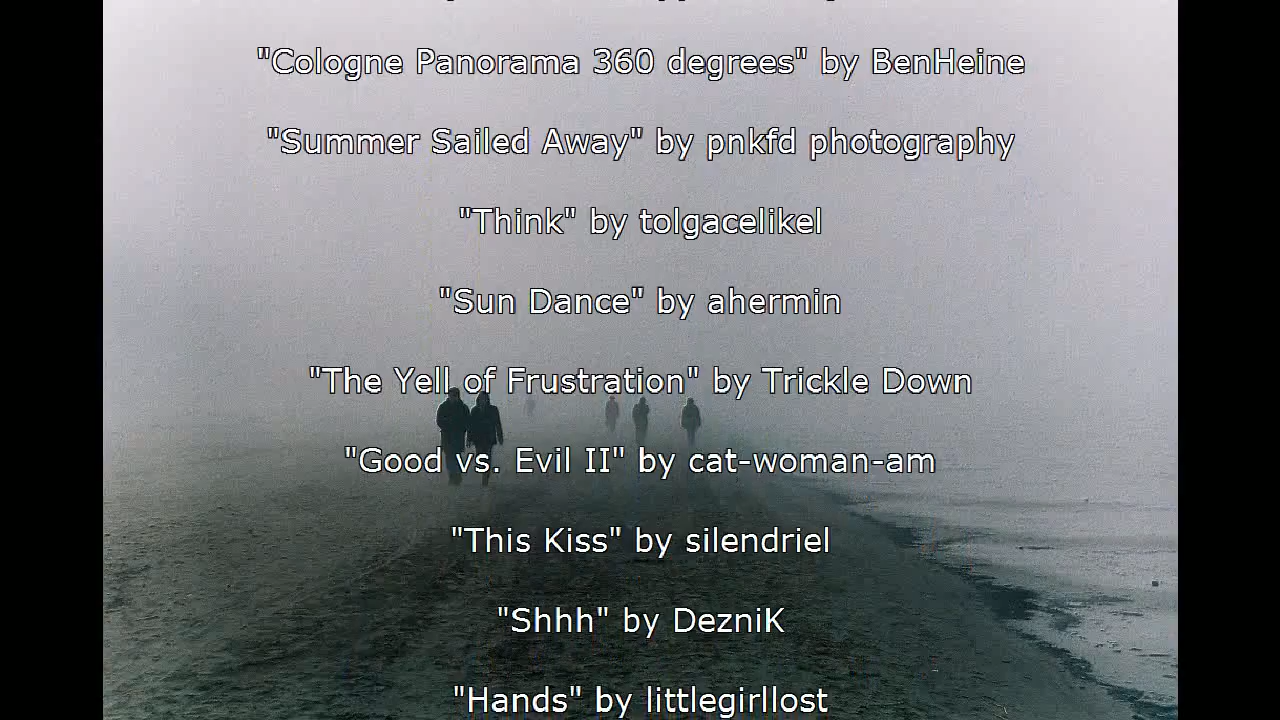 "Cologne Panorama 360 degrees" by BenHeine
"Summer Sailed Away" by pnkfd photography
"Think" by tolgacelikel
"Sun Dance" by ahermin
"The Yell of Frustration" by Trickle Down
"Good vs. Evil II" by cat-woman-am
"This Kiss" by silendriel
"Shhh" by DezniK
"Hands" by littlegirllost